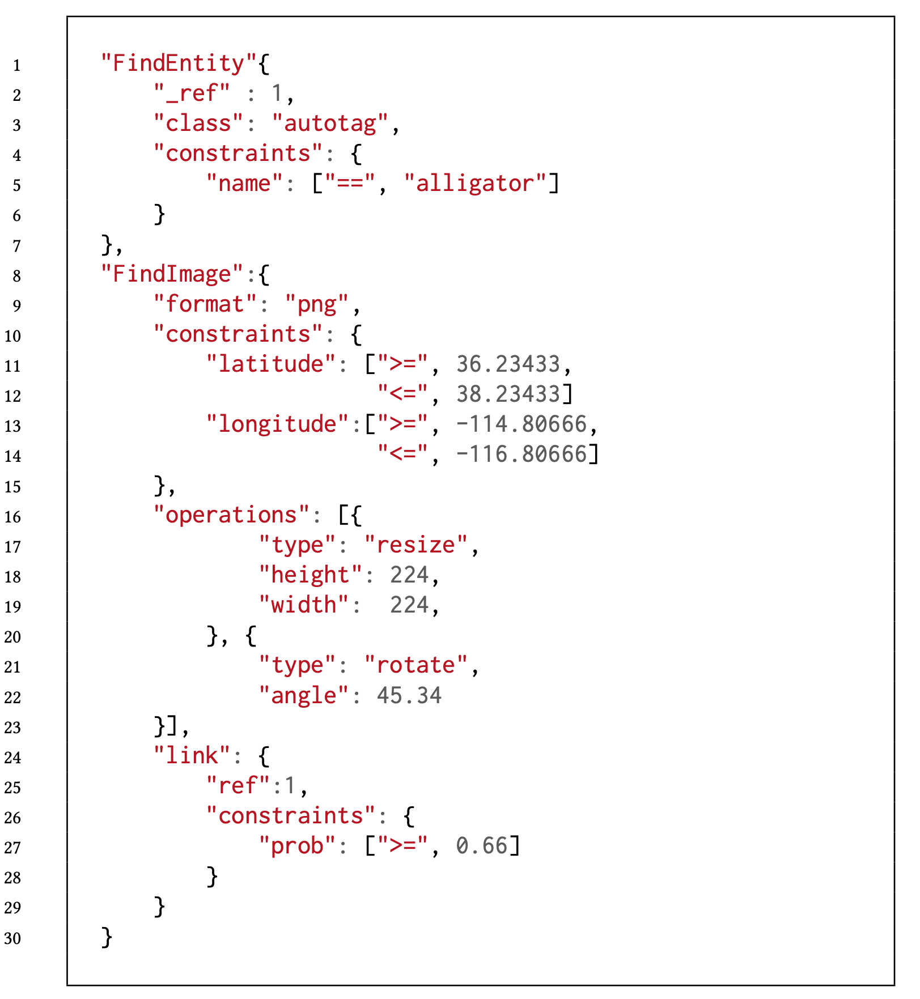 1 "FindEntity"{
2 "_ref" : 1,
3 "class": "autotag",
4 "constraints": {
5 "name": ["==", "alligator"]
6 }
7 },
8 "FindImage":{
9 "format": "png",
10 "constraints": {
11 "latitude": [">=", 36.23433,
12 "<=", 38.23433]
13 "longitude":[">=", -114.80666,
14 "<=", -116.80666]
15 },
16 "operations": [{
17 "type": "resize",
18 "height": 224,
19 "width":  224,
20 }, {
21 "type": "rotate",
22 "angle": 45.34
23 }],
24 "link": {
25 "ref":1,
26 "constraints": {
27 "prob": [">=", 0.66]
28 }
29 }
30 }